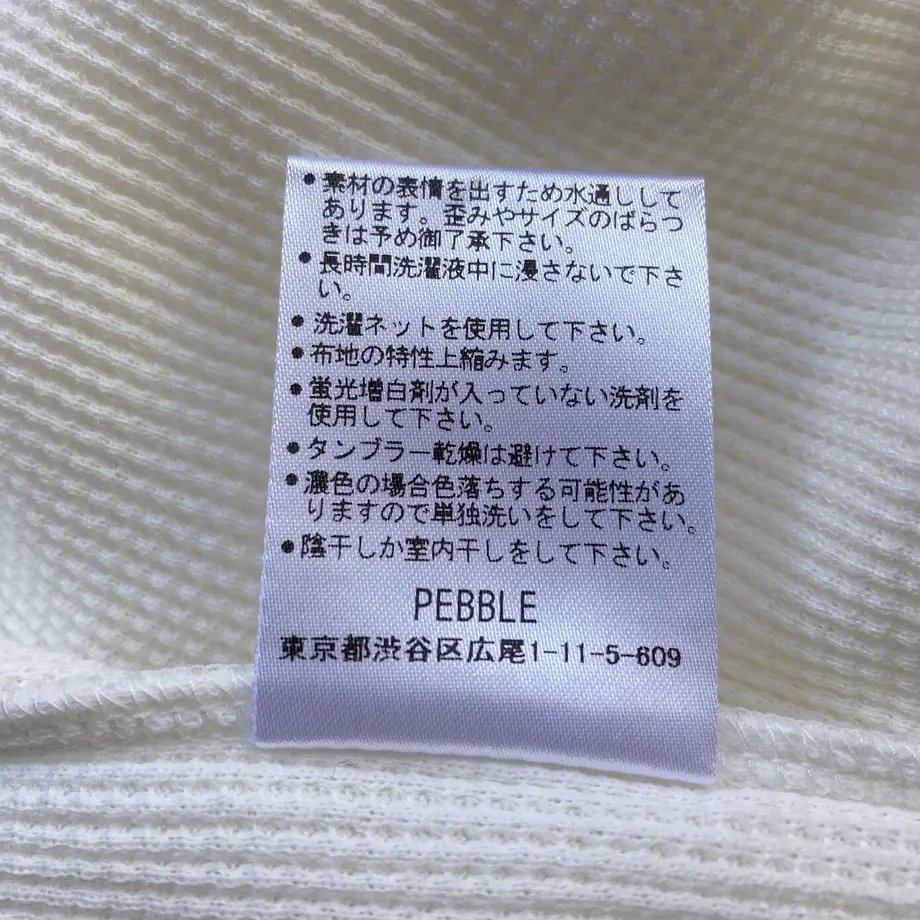 ●素材の表情を出すため水通しして
あります。歪みやサイズのばらつ
きは予め御了承下さい。
●長時間洗濯液中に浸さないで下さ
い。
●洗濯ネットを使用して下さい。
●布地の特性上縮みます。
●蛍光増白剤が入っていない洗剤を
使用して下さい。
●タンブラー乾燥は避けて下さい。
●濃色の場合色落ちする可能性があ
りますので単独洗いをして下さい。
●陰干しか室内干しをして下さい。
PEBBLE
東京都渋谷区広尾1-11-5-609